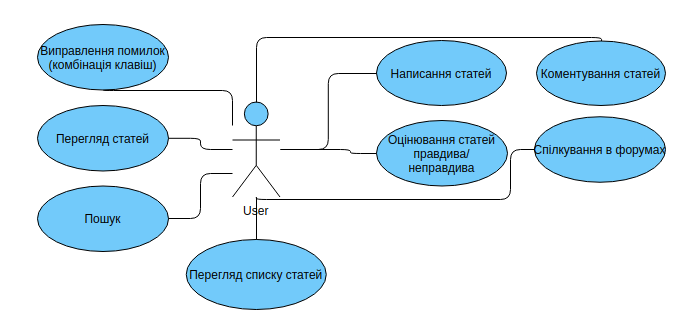 Виправлення помилок
(комбінація клавіш)
Написання статей
Коментування статей
Перегляд статей
Оцінювання статей
правдива/
неправдива
Спілкування в форумах
Пошук
User
Перегляд списку статей